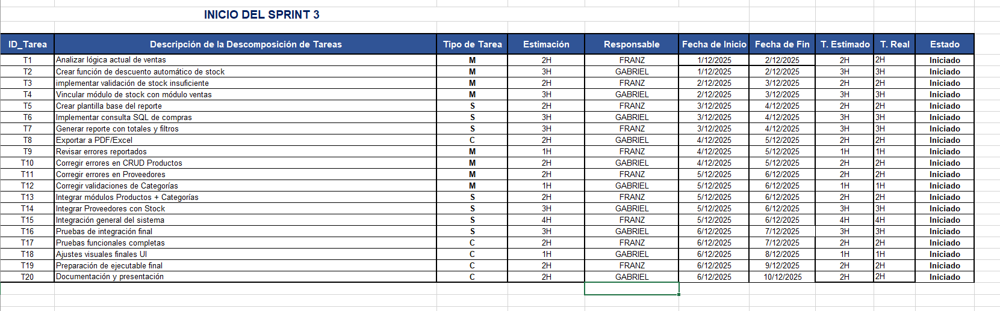 INICIO DEL SPRINT 3
ID_Tarea Descripción de la Descomposición de Tareas Tipo de Tarea Estimación Responsable Fecha de Inicio Fecha de Fin T. Estimado T. Real Estado
T1 Analizar lógica actual de ventas M 2H FRANZ 1/12/2025 2/12/2025 2H 2H Iniciado
T2 Crear función de descuento automático de stock M 3H GABRIEL 1/12/2025 2/12/2025 3H 3H Iniciado
T3 implementar validación de stock insuficiente M 2H FRANZ 2/12/2025 3/12/2025 2H 2H Iniciado
T4 Vincular módulo de stock con módulo ventas M 3H GABRIEL 2/12/2025 3/12/2025 3H 3H Iniciado
T5 Crear plantilla base del reporte S 2H FRANZ 3/12/2025 4/12/2025 2H 2H Iniciado
T6 Implementar consulta SQL de compras S 3H GABRIEL 3/12/2025 4/12/2025 3H 3H Iniciado
T7 Generar reporte con totales y filtros S 3H FRANZ 3/12/2025 4/12/2025 3H 3H Iniciado
T8 Exportar a PDF/Excel C 2H GABRIEL 4/12/2025 5/12/2025 2H 2H Iniciado
T9 Revisar errores reportados M 1H FRANZ 4/12/2025 5/12/2025 1H 1H Iniciado
T10 Corregir errores en CRUD Productos M 2H GABRIEL 4/12/2025 5/12/2025 2H 2H Iniciado
T11 Corregir errores en Proveedores M 2H FRANZ 5/12/2025 6/12/2025 2H 2H Iniciado
T12 Corregir validaciones de Categorías M 1H GABRIEL 5/12/2025 6/12/2025 1H 1H Iniciado
T13 Integrar módulos Productos + Categorías S 2H FRANZ 5/12/2025 6/12/2025 2H 2H Iniciado
T14 Integrar Proveedores con Stock S 3H GABRIEL 5/12/2025 6/12/2025 3H 3H Iniciado
T15 Integración general del sistema S 4H FRANZ 5/12/2025 6/12/2025 4H 4H Iniciado
T16 Pruebas de integración final S 3H GABRIEL 6/12/2025 7/12/2025 3H 3H Iniciado
T17 Pruebas funcionales completas C 2H FRANZ 6/12/2025 7/12/2025 2H 2H Iniciado
T18 Ajustes visuales finales UI C 1H GABRIEL 6/12/2025 8/12/2025 1H 1H Iniciado
T19 Preparación de ejecutable final C 2H FRANZ 6/12/2025 9/12/2025 2H 2H Iniciado
T20 Documentación y presentación C 2H GABRIEL 6/12/2025 10/12/2025 2H 2H Iniciado